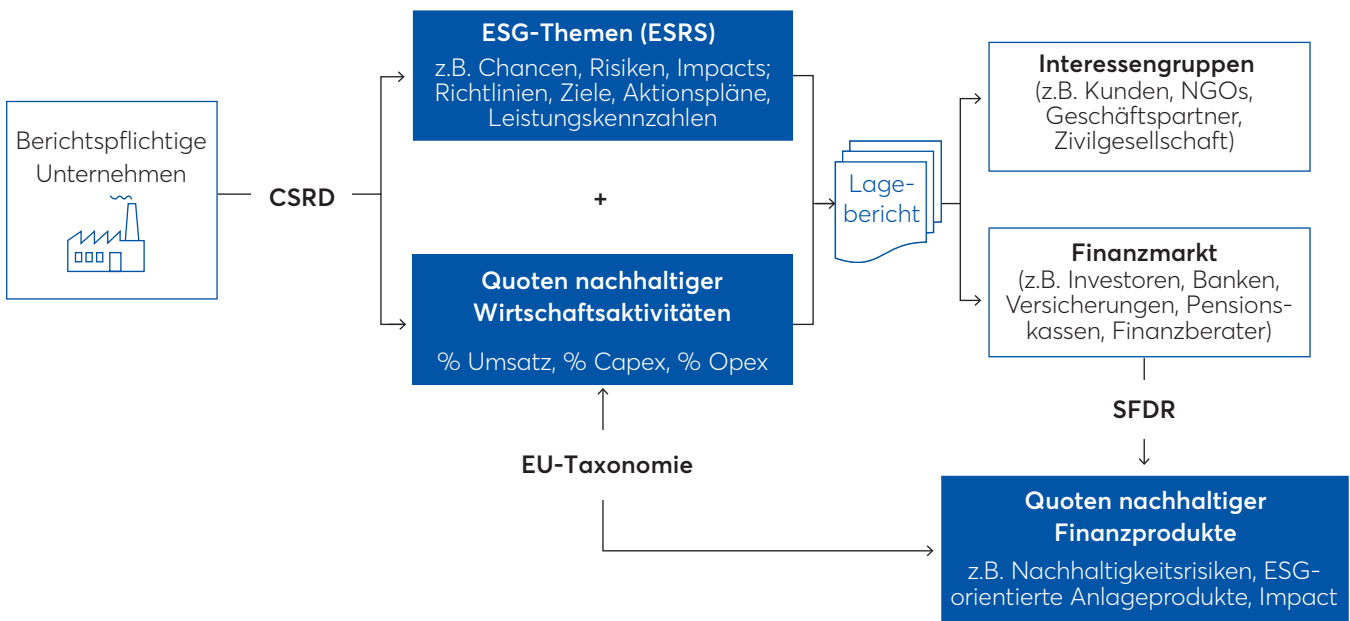 Berichtspflichtige
Unternehmen
CSRD
ESG-Themen (ESRS)
z.B. Chancen, Risiken, Impacts;
Richtlinien, Ziele, Aktionspläne,
Leistungskennzahlen
+
Quoten nachhaltiger
Wirtschaftsaktivitäten
% Umsatz, % Capex, % Opex
EU-Taxonomie
Lage-
bericht
Interessengruppen
(z.B. Kunden, NGOs,
Geschäftspartner,
Zivilgesellschaft)
Finanzmarkt
(z.B. Investoren, Banken,
Versicherungen, Pensions-
kassen, Finanzberater)
SFDR
Quoten nachhaltiger
Finanzprodukte
z.B. Nachhaltigkeitsrisiken, ESG-
orientierte Anlageprodukte, Impact